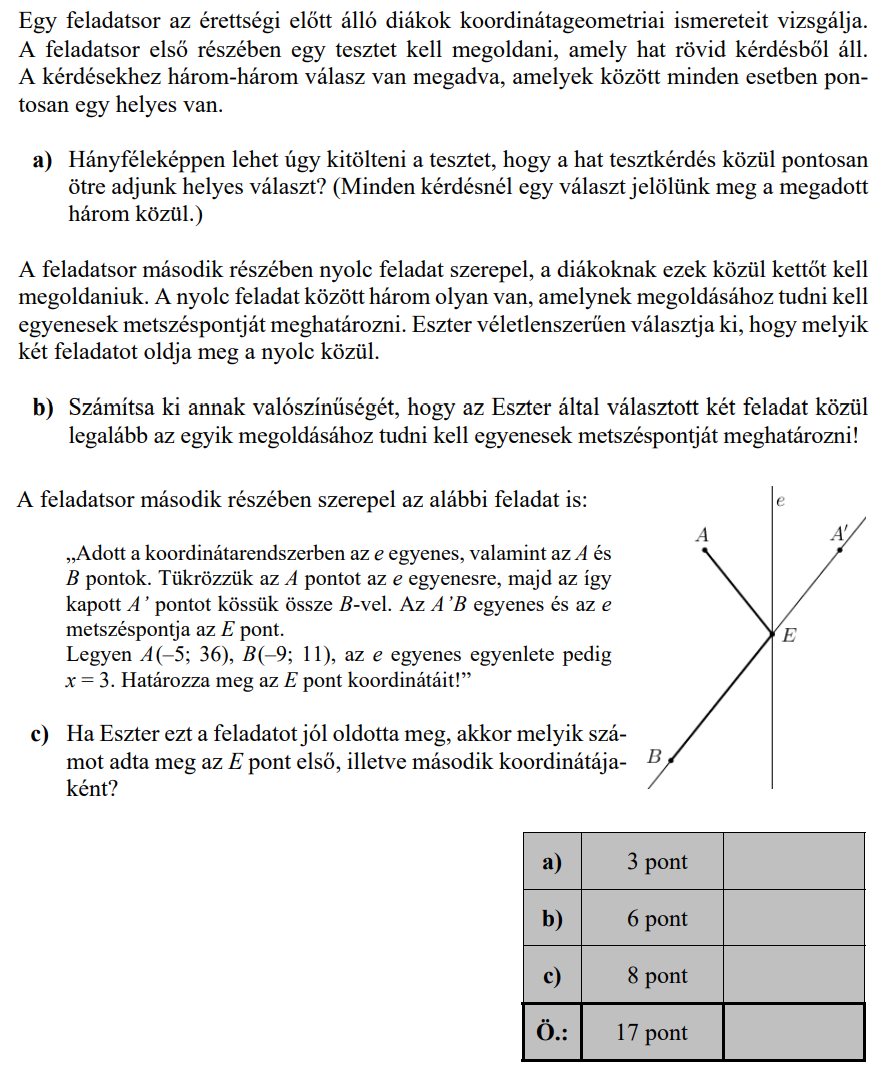 Egy feladatsor az érettségi előtt álló diákok koordinátageometriai ismereteit vizsgálja.
A feladatsor első részében egy tesztet kell megoldani, amely hat rövid kérdésből áll.
A kérdésekhez három-három válasz van megadva, amelyek között minden esetben pon-
tosan egy helyes van.
a) Hányféleképpen lehet úgy kitölteni a tesztet, hogy a hat tesztkérdés közül pontosan
ötre adjunk helyes választ? (Minden kérdésnél egy választ jelölünk meg a megadott
három közül.)
A feladatsor második részében nyolc feladat szerepel, a diákoknak ezek közül kettőt kell
megoldaniuk. A nyolc feladat között három olyan van, amelynek megoldásához tudni kell
egyenesek metszéspontját meghatározni. Eszter véletlenszerűen választja ki, hogy melyik
két feladatot oldja meg a nyolc közül.
b) Számítsa ki annak valószínűségét, hogy az Eszter által választott két feladat közül
legalább az egyik megoldásához tudni kell egyenesek metszéspontját meghatározni!
A feladatsor második részében szerepel az alábbi feladat is:
„Adott a koordinátarendszerben az e egyenes, valamint az A és
B pontok. Tükrözzük az A pontot az e egyenesre, majd az így
kapott A’ pontot kössük össze B-vel. Az A’B egyenes és az e
metszéspontja az E pont.
Legyen A(–5; 36), B(–9; 11), az e egyenes egyenlete pedig
x = 3. Határozza meg az E pont koordinátáit!”
c) Ha Eszter ezt a feladatot jól oldotta meg, akkor melyik szá-
mot adta meg az E pont első, illetve második koordinátája-
ként?
e
A
A'
E
B
a) 3 pont
b) 6 pont
c) 8 pont
Ö.: 17 pont